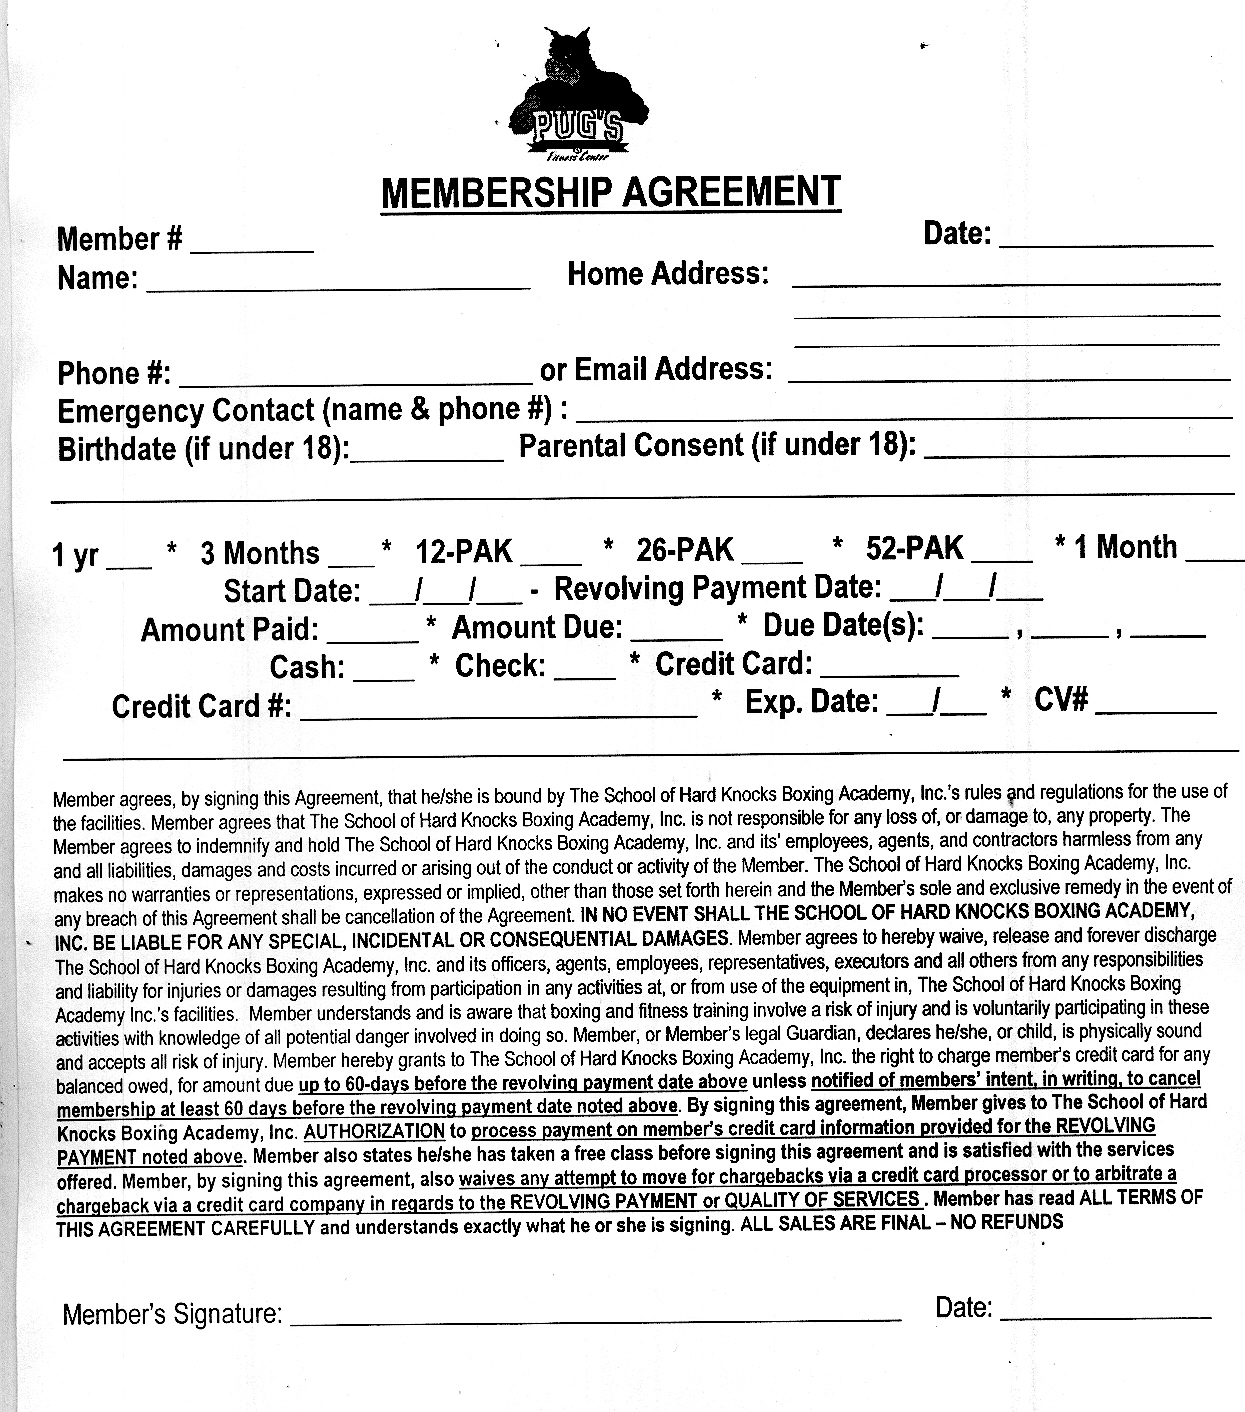 PUG'S
Fitness Center
MEMBERSHIP AGREEMENT
Member # ________ Date: ______________
Name: _________________________ Home Address: ____________________________
____________________________
____________________________
Phone #: _______________________ or Email Address: _____________________________
Emergency Contact (name & phone #) : ___________________________________________
Birthdate (if under 18):__________ Parental Consent (if under 18): ____________________
1 yr ___ * 3 Months ___ * 12-PAK ____ * 26-PAK ____ * 52-PAK ____ * 1 Month ____
Start Date: ___/___/___ - Revolving Payment Date: ___/___/___
Amount Paid: ______ * Amount Due: ______ * Due Date(s): _____ , _____ , _____
Cash: ____ * Check: ____ * Credit Card: _________
Credit Card #: __________________________ * Exp. Date: ___/___ * CV# ________
Member agrees, by signing this Agreement, that he/she is bound by The School of Hard Knocks Boxing Academy, Inc.'s rules and regulations for the use of
the facilities. Member agrees that The School of Hard Knocks Boxing Academy, Inc. is not responsible for any loss of, or damage to, any property. The
Member agrees to indemnify and hold The School of Hard Knocks Boxing Academy, Inc. and its' employees, agents, and contractors harmless from any
and all liabilities, damages and costs incurred or arising out of the conduct or activity of the Member. The School of Hard Knocks Boxing Academy, Inc.
makes no warranties or representations, expressed or implied, other than those set forth herein and the Member's sole and exclusive remedy in the event of
any breach of this Agreement shall be cancellation of the Agreement. IN NO EVENT SHALL THE SCHOOL OF HARD KNOCKS BOXING ACADEMY,
INC. BE LIABLE FOR ANY SPECIAL, INCIDENTAL OR CONSEQUENTIAL DAMAGES. Member agrees to hereby waive, release and forever discharge
The School of Hard Knocks Boxing Academy, Inc. and its officers, agents, employees, representatives, executors and all others from any responsibilities
and liability for injuries or damages resulting from participation in any activities at, or from use of the equipment in, The School of Hard Knocks Boxing
Academy Inc.'s facilities. Member understands and is aware that boxing and fitness training involve a risk of injury and is voluntarily participating in these
activities with knowledge of all potential danger involved in doing so. Member, or Member's legal Guardian, declares he/she, or child, is physically sound
and accepts all risk of injury. Member hereby grants to The School of Hard Knocks Boxing Academy, Inc. the right to charge member's credit card for any
balanced owed, for amount due up to 60-days before the revolving payment date above unless notified of members' intent, in writing, to cancel
membership at least 60 days before the revolving payment date noted above. By signing this agreement, Member gives to The School of Hard
Knocks Boxing Academy, Inc. AUTHORIZATION to process payment on member's credit card information provided for the REVOLVING
PAYMENT noted above. Member also states he/she has taken a free class before signing this agreement and is satisfied with the services
offered. Member, by signing this agreement, also waives any attempt to move for chargebacks via a credit card processor or to arbitrate a
chargeback via a credit card company in regards to the REVOLVING PAYMENT or QUALITY OF SERVICES . Member has read ALL TERMS OF
THIS AGREEMENT CAREFULLY and understands exactly what he or she is signing. ALL SALES ARE FINAL – NO REFUNDS
Member's Signature: ________________________________________ Date: ______________